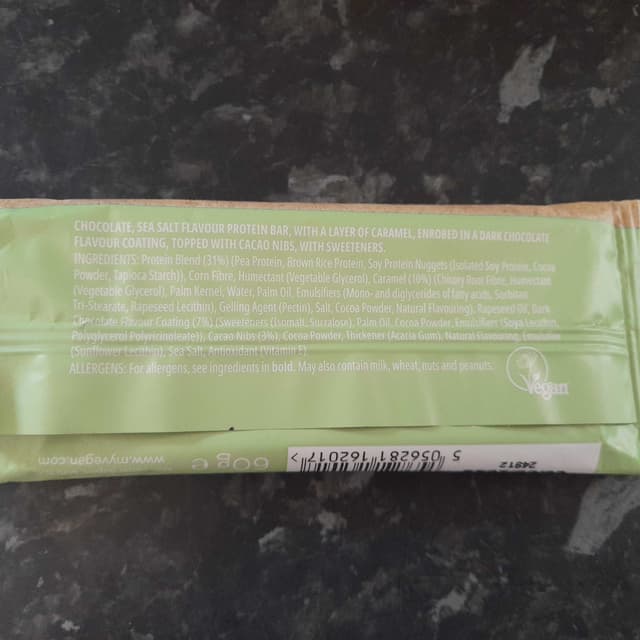 CHOCOLATE, SEA SALT FLAVOUR PROTEIN BAR, WITH A LAYER OF CARAMEL, ENROBED IN A DARK CHOCOLATE
FLAVOUR COATING, TOPPED WITH CACAO NIBS, WITH SWEETENERS.
INGREDIENTS: Protein Blend (31%) (Pea Protein, Brown Rice Protein, Soy Protein Nuggets (Isolated Soy Protein, Cocoa
Powder, Tapioca Starch)), Corn Fibre, Humectant (Vegetable Glycerol), Caramel (10%) (Chicory Root Fibre, Humectant
(Vegetable Glycerol), Palm Kernel, Water, Palm Oil, Emulsifiers (Mono- and diglycerides of fatty acids, Sorbitan
Tri-Stearate, Rapeseed Lecithin), Gelling Agent (Pectin), Salt, Cocoa Powder, Natural Flavouring), Rapeseed Oil, Dark
Chocolate Flavour Coating (7%) (Sweeteners (Isomalt, Sucralose), Palm Oil, Cocoa Powder, Emulsifiers (Soya Lecithin,
Polyglycerol Polyricinoleate)), Cacao Nibs (3%), Cocoa Powder, Thickener (Acacia Gum), Natural Flavouring, Emulsifier
(Sunflower Lecithin), Sea Salt, Antioxidant (Vitamin E).
ALLERGENS: For allergens, see ingredients in bold. May also contain milk, wheat, nuts and peanuts.
Vegan
www.myvegan.com
60g e
5 056281 162017 >
24912